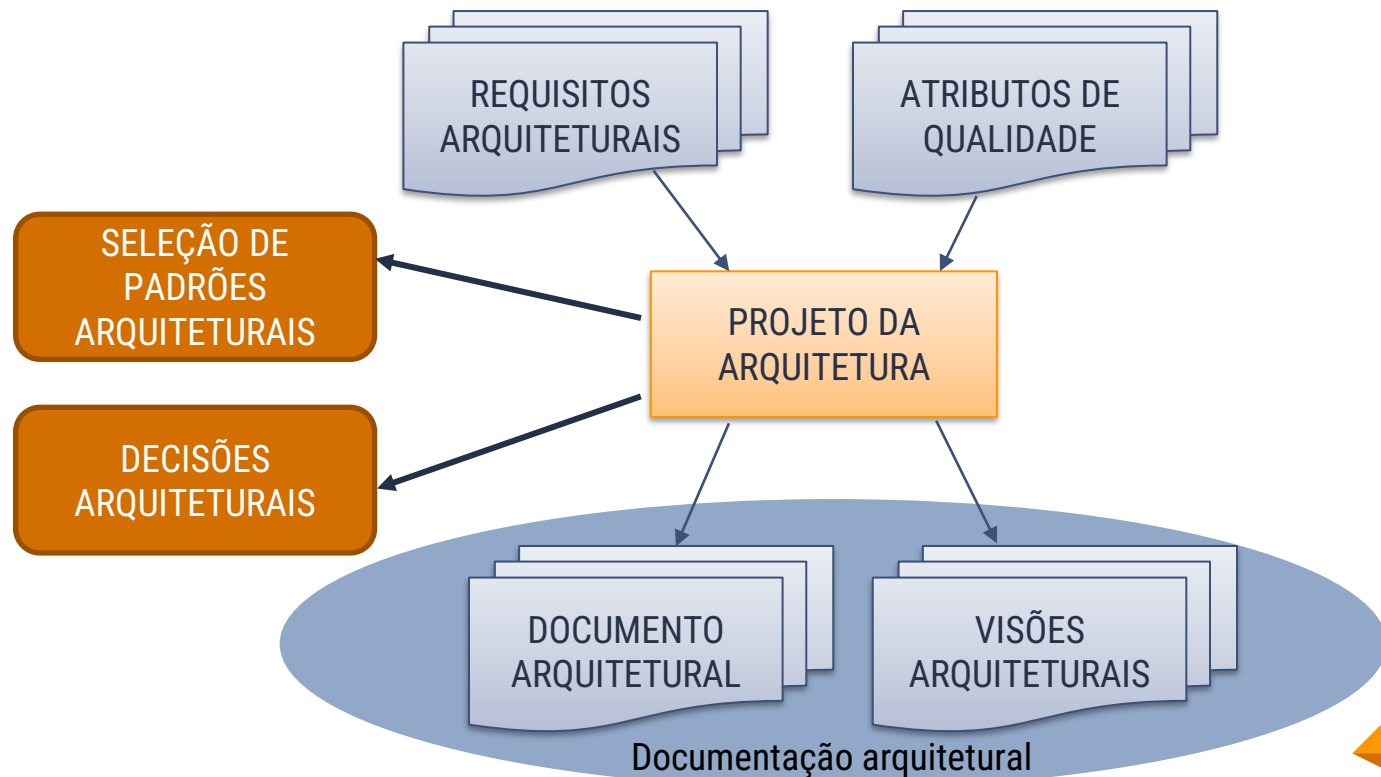 REQUISITOS
ARQUITETURAIS
ATRIBUTOS DE
QUALIDADE
SELEÇÃO DE
PADRÕES
ARQUITETURAIS
PROJETO DA
ARQUITETURA
DECISÕES
ARQUITETURAIS
DOCUMENTO
ARQUITETURAL
VISÕES
ARQUITETURAIS
Documentação arquitetural